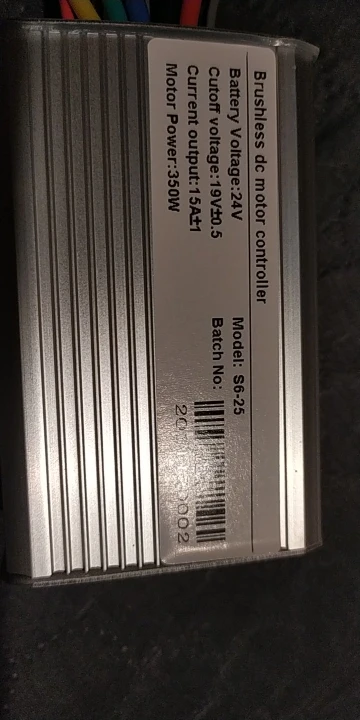 Brushless dc motor controller
Battery Voltage:24V
Cutoff voltage:19V±0.5
Current output:15A±1
Motor Power:350W
Model: S6-25
Batch No: